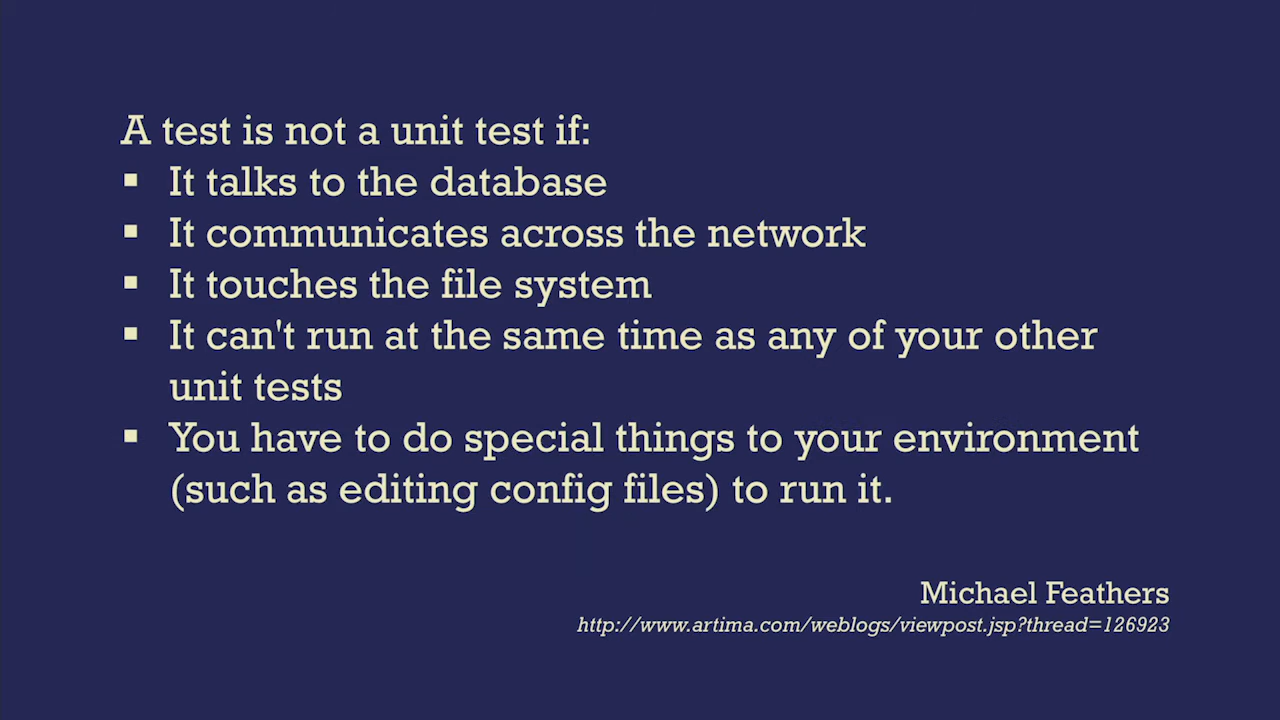 A test is not a unit test if:
▪ It talks to the database
▪ It communicates across the network
▪ It touches the file system
▪ It can't run at the same time as any of your other
unit tests
▪ You have to do special things to your environment
(such as editing config files) to run it.
Michael Feathers
http://www.artima.com/weblogs/viewpost.jsp?thread=126923